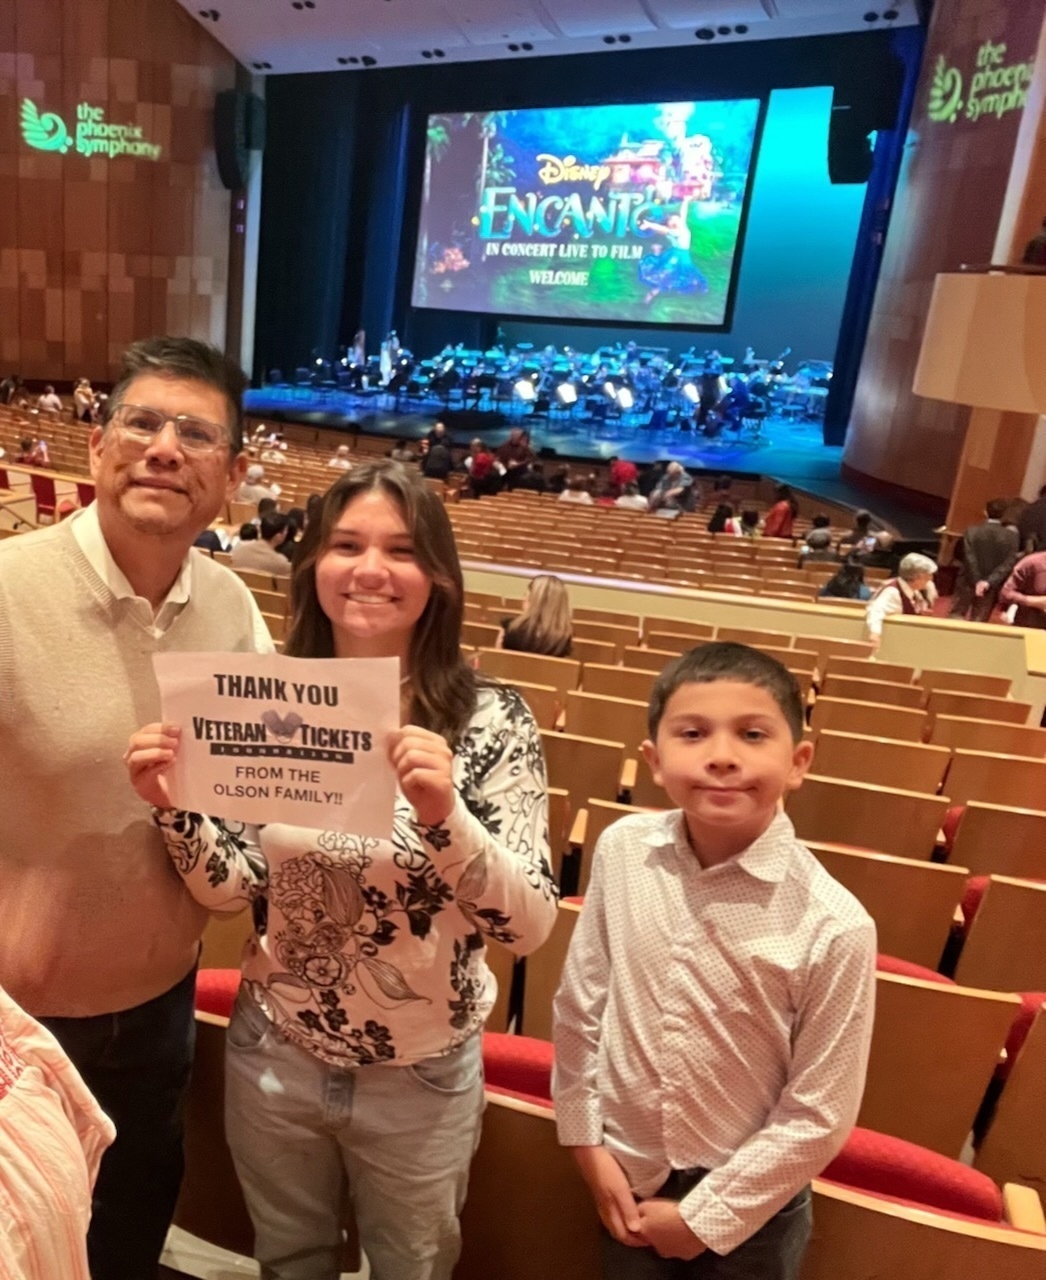 the
phoenix
symphony
the
phoenix
symphony
DISNEY
ENCANTO
IN CONCERT LIVE TO FILM
WELCOME
THANK YOU
VETERAN TICKETS
FOUNDATION
FROM THE
OLSON FAMILY!!